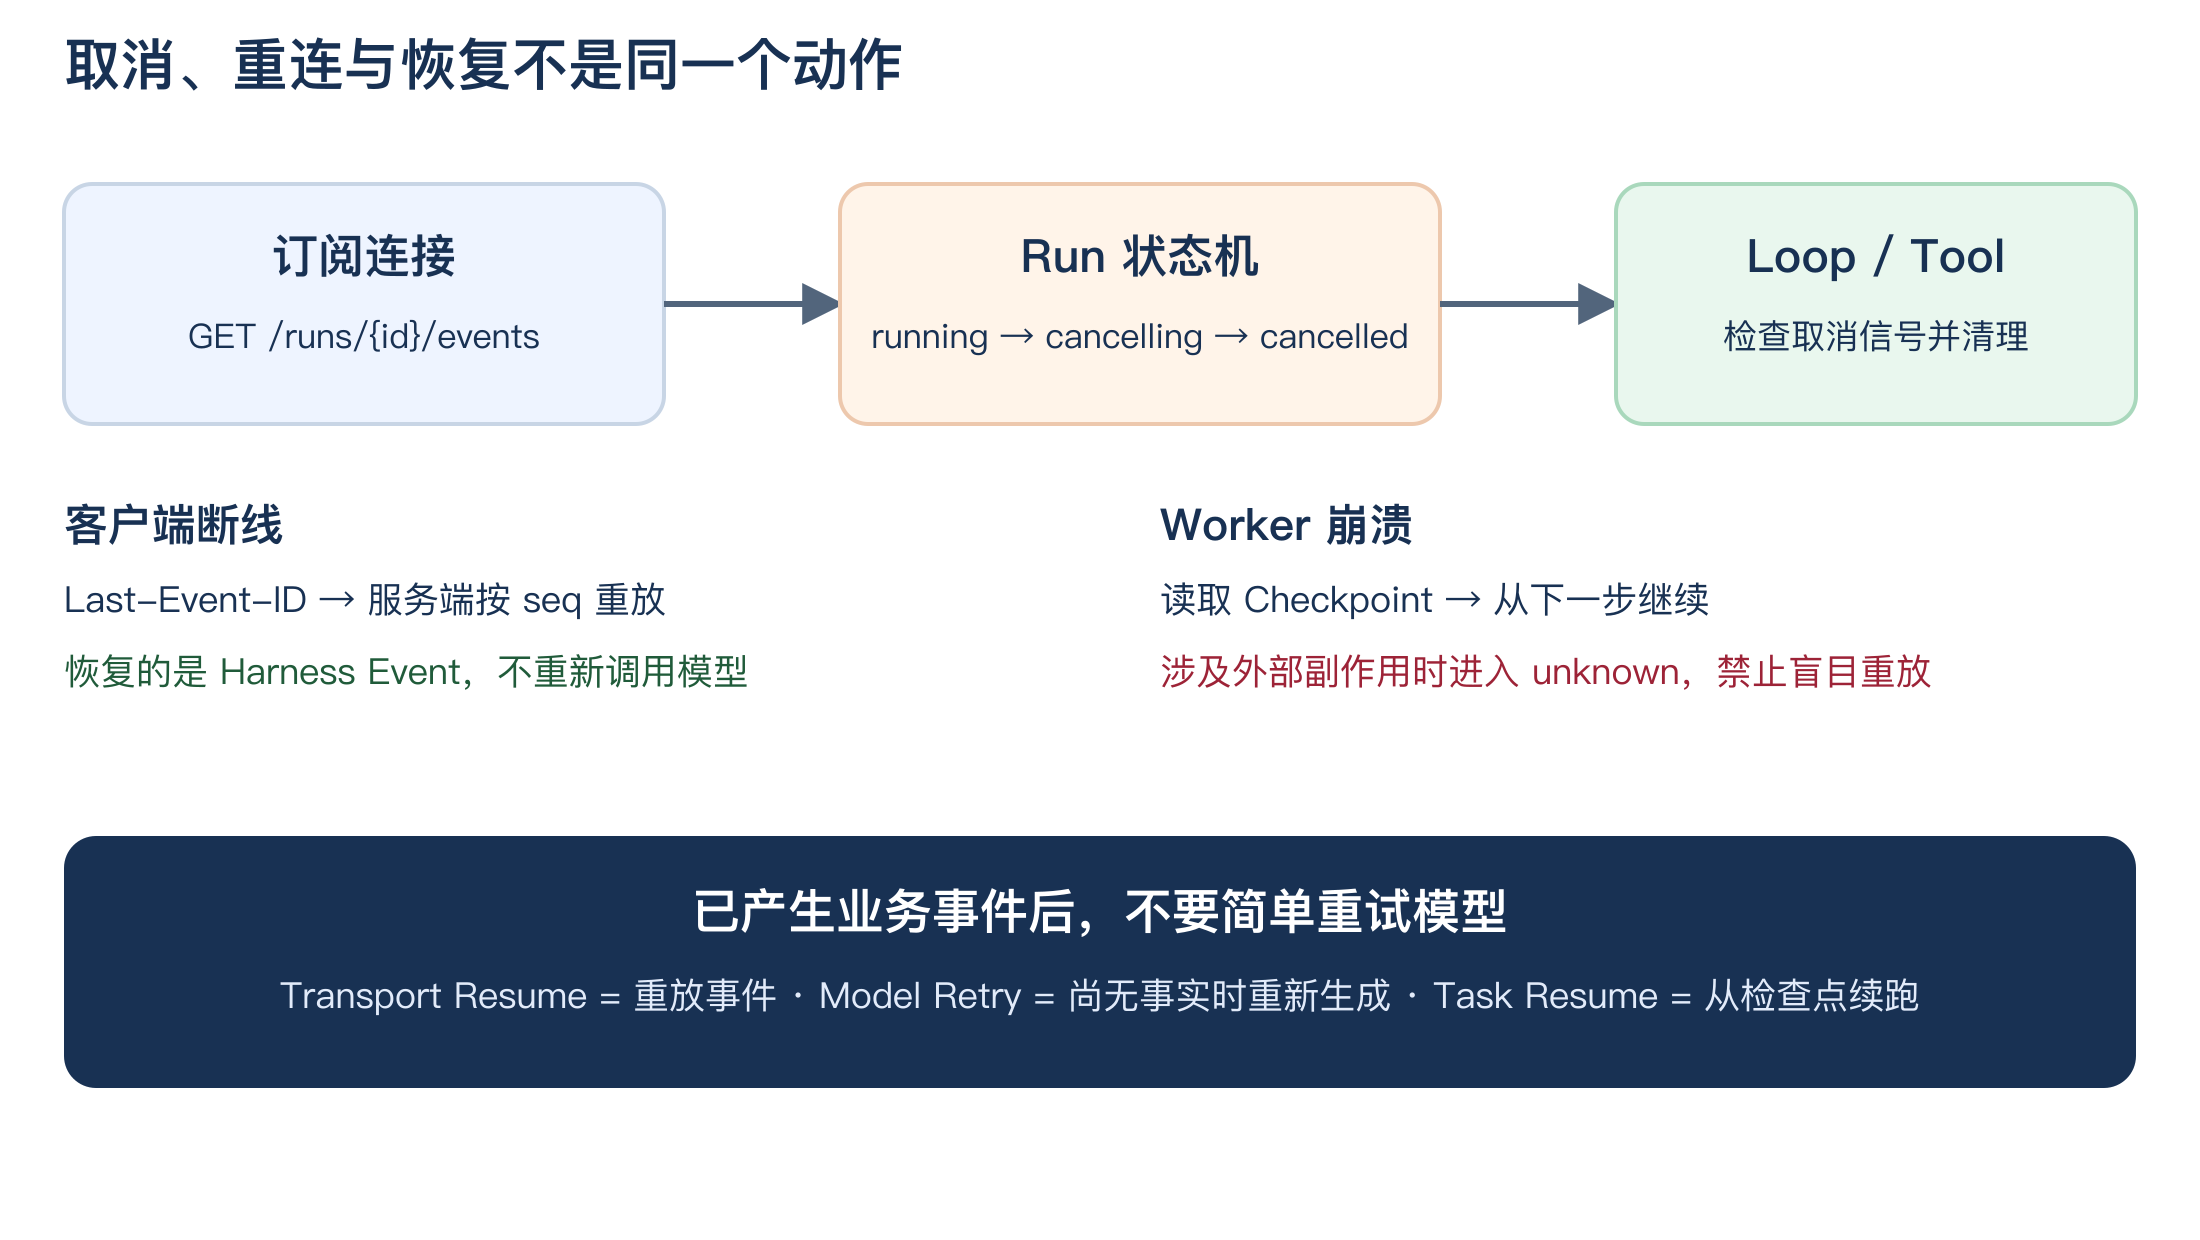 取消、重连与恢复不是同一个动作
订阅连接
GET /runs/{id}/events
Run 状态机
running → cancelling → cancelled
Loop / Tool
检查取消信号并清理
客户端断线
Last-Event-ID → 服务端按 seq 重放
恢复的是 Harness Event，不重新调用模型
Worker 崩溃
读取 Checkpoint → 从下一步继续
涉及外部副作用时进入 unknown，禁止盲目重放
已产生业务事件后，不要简单重试模型
Transport Resume = 重放事件 · Model Retry = 尚无事实时重新生成 · Task Resume = 从检查点续跑